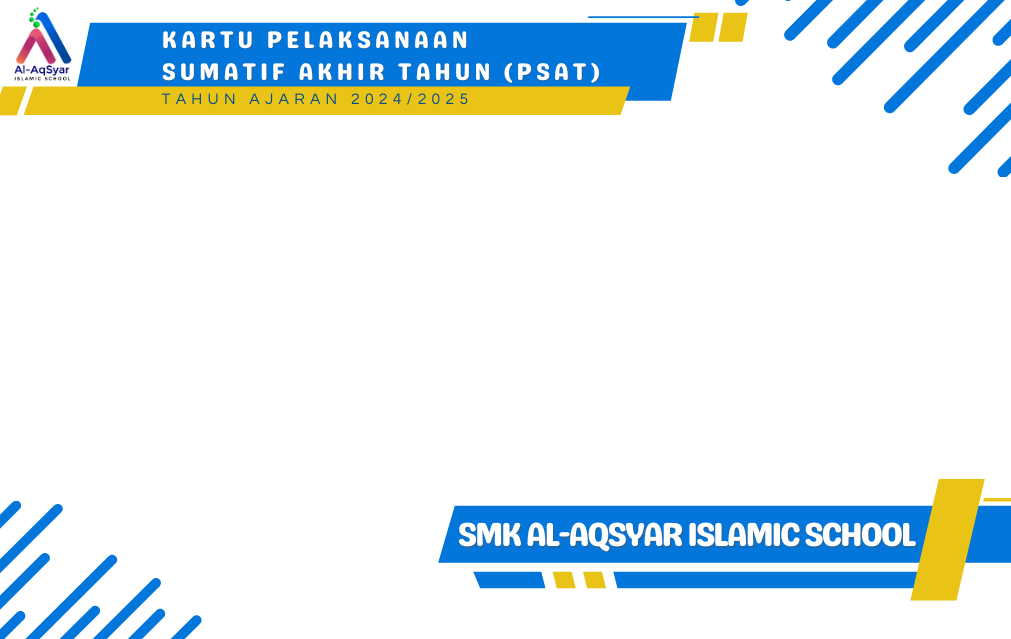 Al-AqSyar
ISLAMIC SCHOOL
KARTU PELAKSANAAN
SUMATIF AKHIR TAHUN (PSAT)
TAHUN AJARAN 2024/2025
SMK AL-AQSYAR ISLAMIC SCHOOL